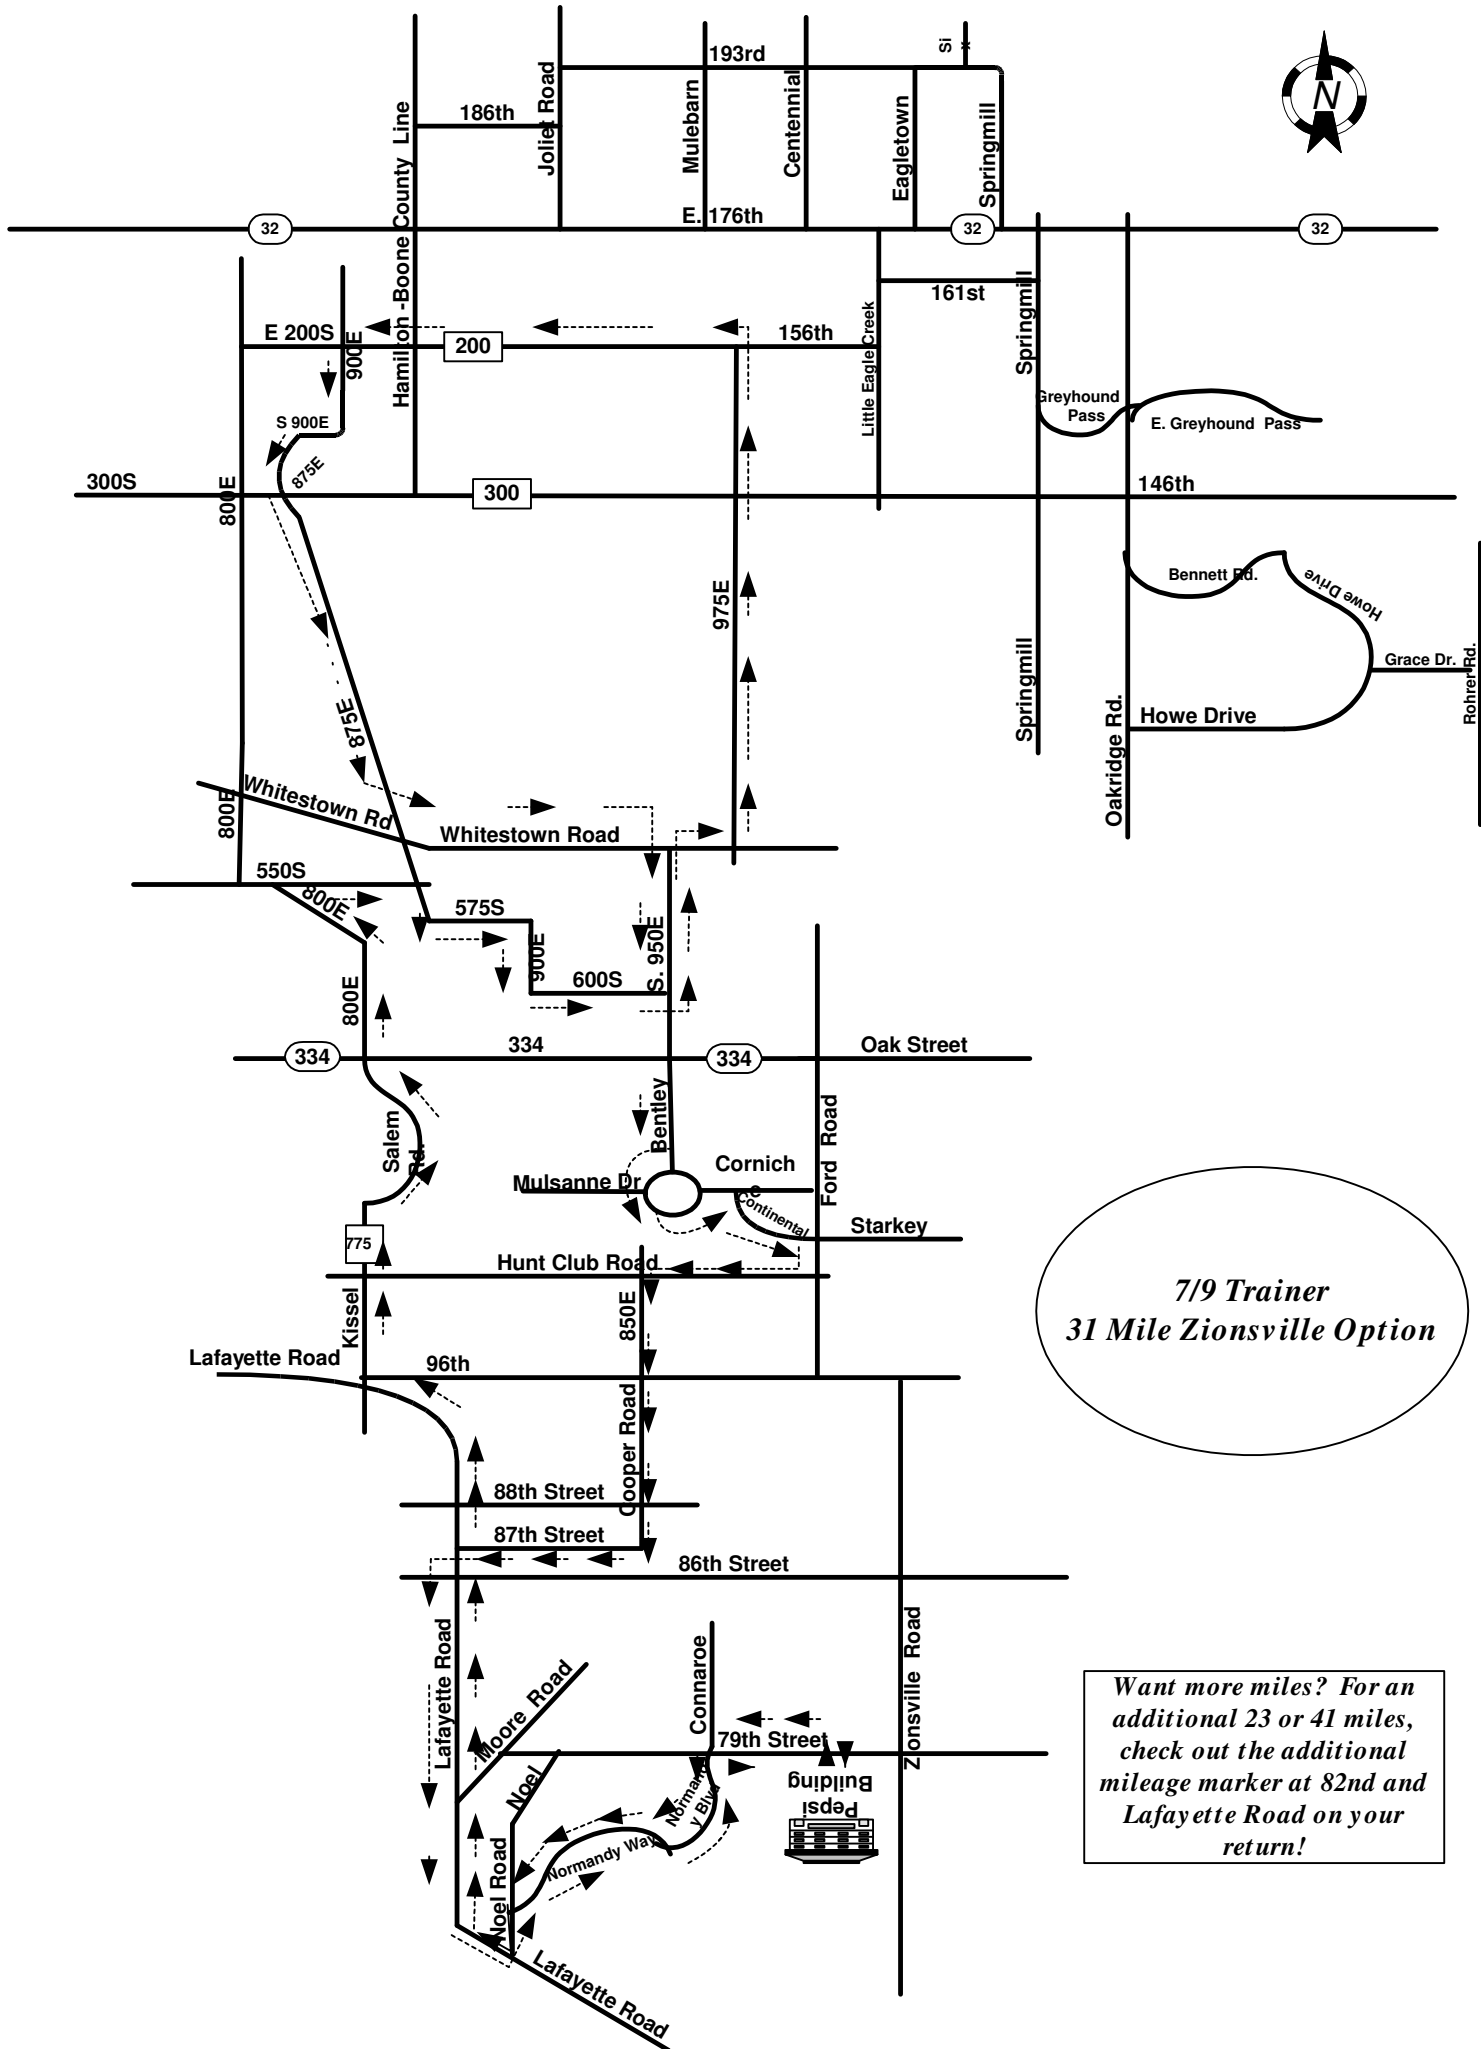 Si
x
193rd
N
Joliet Road
Mulebarn
Centennial
Eagletown
Springmill
186th
Hamilton -Boone County Line
E. 176th
32
32
32
161st
Springmill
E 200S
900E
200
156th
Little Eagle Creek
Greyhound
Pass
E. Greyhound Pass
S 900E
875E
300S
800E
300
146th
975E
Bennett Rd.
Howe Drive
Grace Dr.
Rohrer Rd.
Springmill
Oakridge Rd.
Howe Drive
875E
Whitestown Rd
800E
Whitestown Road
550S
800E
575S
900E
S. 950E
600S
800E
334
334
334
Oak Street
Bentley
Ford Road
Salem
Rd.
Cornich
e
Mulsanne Dr
Continental
Starkey
775
Hunt Club Road
850E
Kissel
7/9 Trainer
31 Mile Zionsville Option
Lafayette Road
96th
Cooper Road
88th Street
87th Street
86th Street
Lafayette Road
Moore Road
Connaroe
Zionsville Road
79th Street
Noel
Normand
y Blvd
Pepsi
Building
Normandy Way
Noel Road
Lafayette Road
Want more miles? For an
additional 23 or 41 miles,
check out the additional
mileage marker at 82nd and
Lafayette Road on your
return!